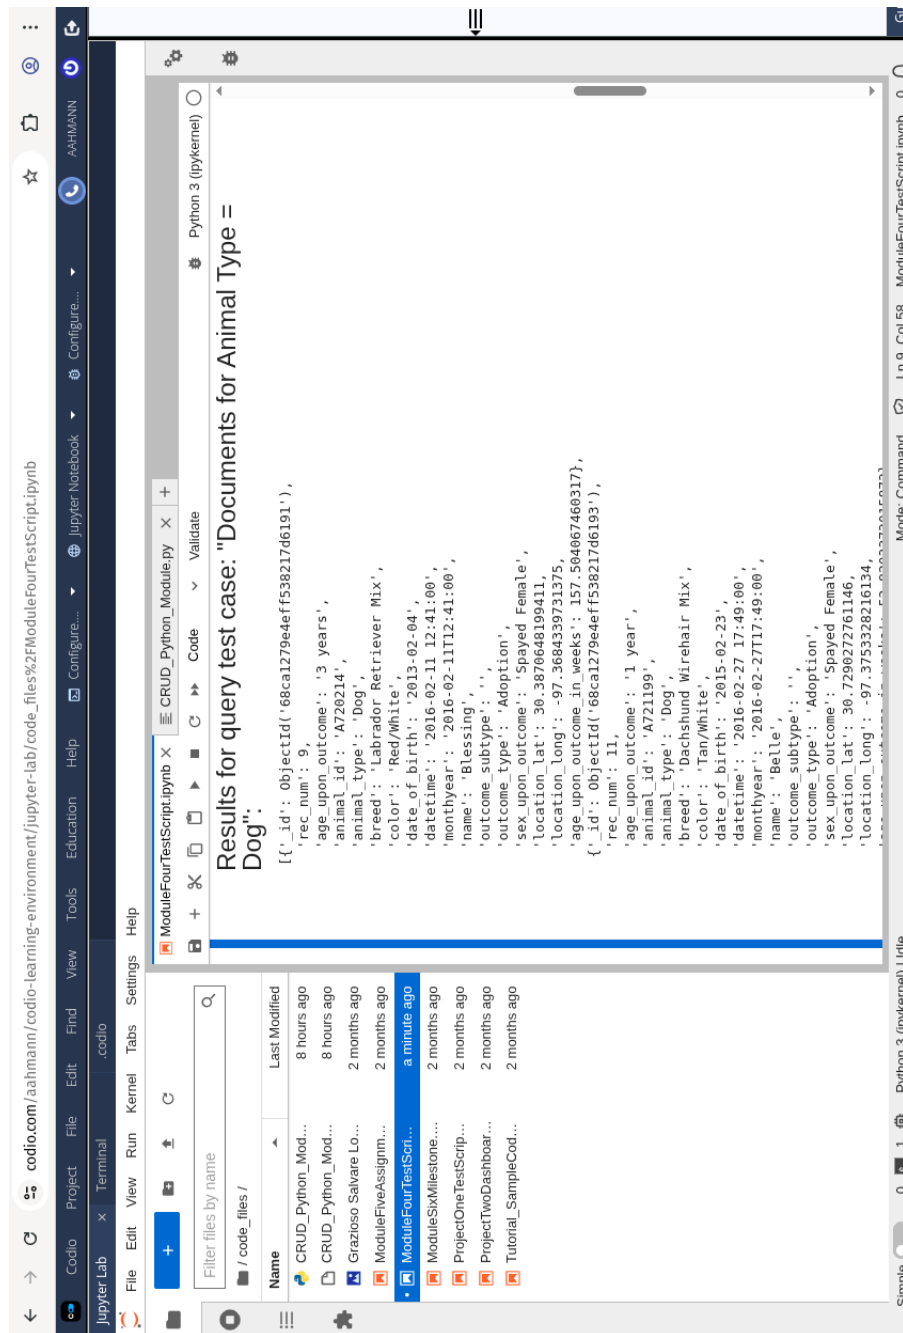 codio.com/aahmann/codio-learning-environment/jupyter-lab/code_files%2FModuleFourTestScript.ipynb
Codio Project File Edit Find View Tools Education Help Configure.... Jupyter Notebook Configure.... AAHMANN
Jupyter Lab × Terminal .codio
File Edit View Run Kernel Tabs Settings Help
+
Filter files by name
/ code_files /
Name Last Modified
CRUD_Python_Mod... 8 hours ago
CRUD_Python_Mod... 8 hours ago
Grazioso Salvare Lo... 2 months ago
ModuleFiveAssignm... 2 months ago
ModuleFourTestScri... a minute ago
ModuleSixMilestone.... 2 months ago
ProjectOneTestScrip... 2 months ago
ProjectTwoDashboar... 2 months ago
Tutorial_SampleCod... 2 months ago
ModuleFourTestScript.ipynb × CRUD_Python_Module.py × +
Code Validate Python 3 (ipykernel)
Results for query test case: "Documents for Animal Type =
Dog":
[{'_id': ObjectId('68ca1279e4eff538217d6191'),
'rec_num': 9,
'age_upon_outcome': '3 years',
'animal_id': 'A720214',
'animal_type': 'Dog',
'breed': 'Labrador Retriever Mix',
'color': 'Red/White',
'date_of_birth': '2013-02-04',
'datetime': '2016-02-11 12:41:00',
'monthyear': '2016-02-11T12:41:00',
'name': 'Blessing',
'outcome_subtype': '',
'outcome_type': 'Adoption',
'sex_upon_outcome': 'Spayed Female',
'location_lat': 30.3870648199411,
'location_long': -97.3684339731375,
'age_upon_outcome_in_weeks': 157.504067460317},
{'_id': ObjectId('68ca1279e4eff538217d6193'),
'rec_num': 11,
'age_upon_outcome': '1 year',
'animal_id': 'A721199',
'animal_type': 'Dog',
'breed': 'Dachshund Wirehair Mix',
'color': 'Tan/White',
'date_of_birth': '2015-02-23',
'datetime': '2016-02-27 17:49:00',
'monthyear': '2016-02-27T17:49:00',
'name': 'Belle',
'outcome_subtype': '',
'outcome_type': 'Adoption',
'sex_upon_outcome': 'Spayed Female',
'location_lat': 30.7290272761146,
'location_long': -97.3753328216134,
Simple 0 1 Python 3 (ipykernel) | Idle Mode: Command Ln 9, Col 58 ModuleFourTestScript.ipynb 0